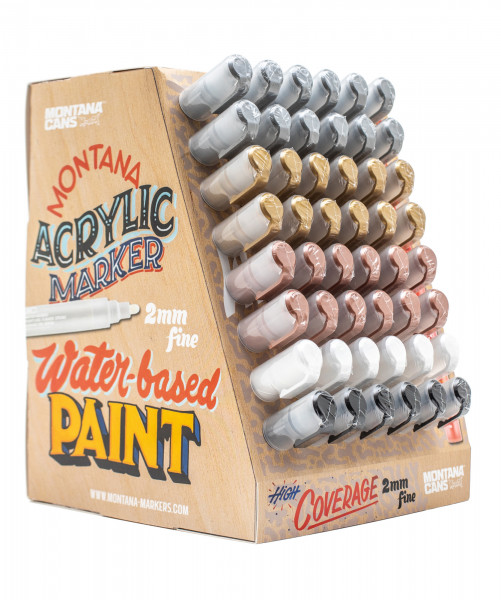 MONTANA
CANS
MONTANA
ACRYLIC
MARKER
2mm
fine
Water-based
PAINT
WWW.MONTANA-MARKERS.COM
HIGH
COVERAGE
2mm
fine
MONTANA
CANS